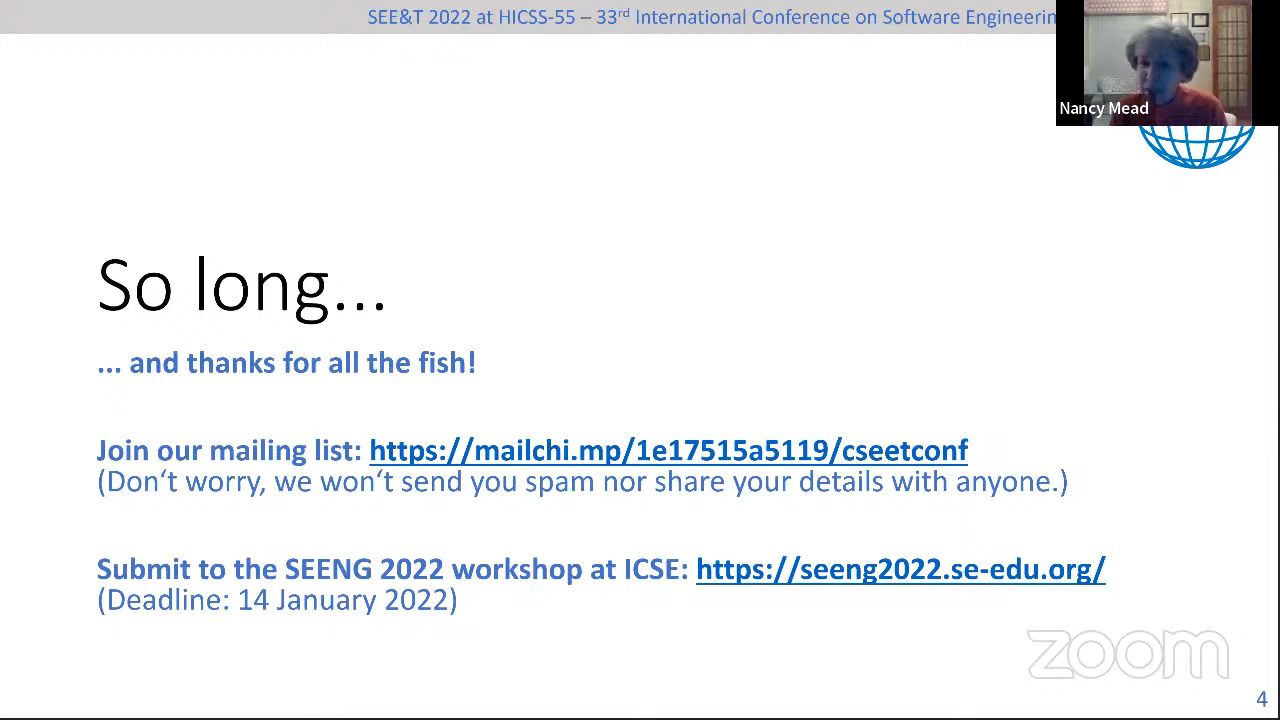 SEE&T 2022 at HICSS-55 – 33rd International Conference on Software Engineerin
Nancy Mead
So long...
... and thanks for all the fish!
Join our mailing list: https://mailchi.mp/1e17515a5119/cseetconf
(Don‘t worry, we won‘t send you spam nor share your details with anyone.)
Submit to the SEENG 2022 workshop at ICSE: https://seeng2022.se-edu.org/
(Deadline: 14 January 2022)
zoom
4